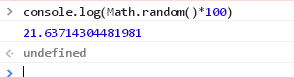 console.log(Math.random()*100)
21.63714304481981
undefined